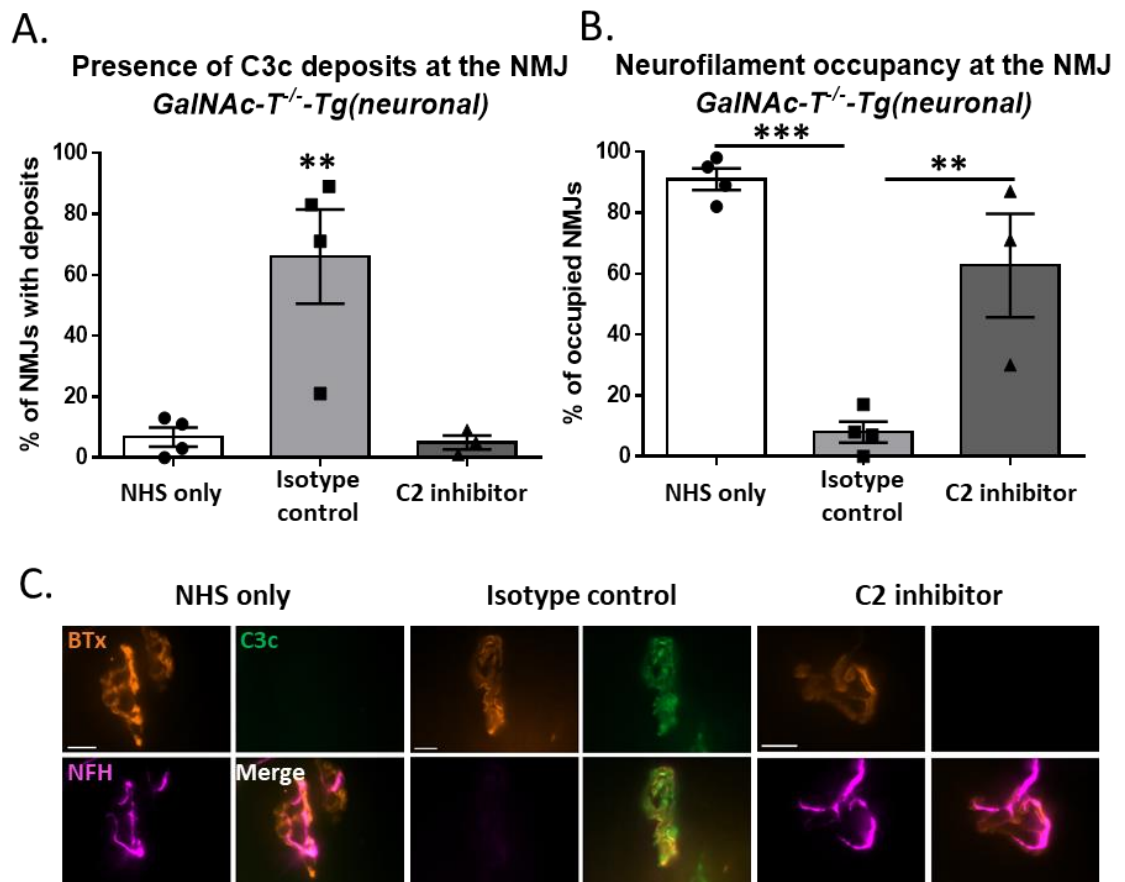 A.
Presence of C3c deposits at the NMJ
GalNAc-T-/--Tg(neuronal)
% of NMJs with deposits
100
80
60
40
20
0
**
NHS only
Isotype
control
C2 inhibitor
B.
Neurofilament occupancy at the NMJ
GalNAc-T-/--Tg(neuronal)
% of occupied NMJs
100
80
60
40
20
0
***
**
NHS only
Isotype
control
C2 inhibitor
C.
NHS only
Isotype control
C2 inhibitor
BTx
C3c
NFH
Merge